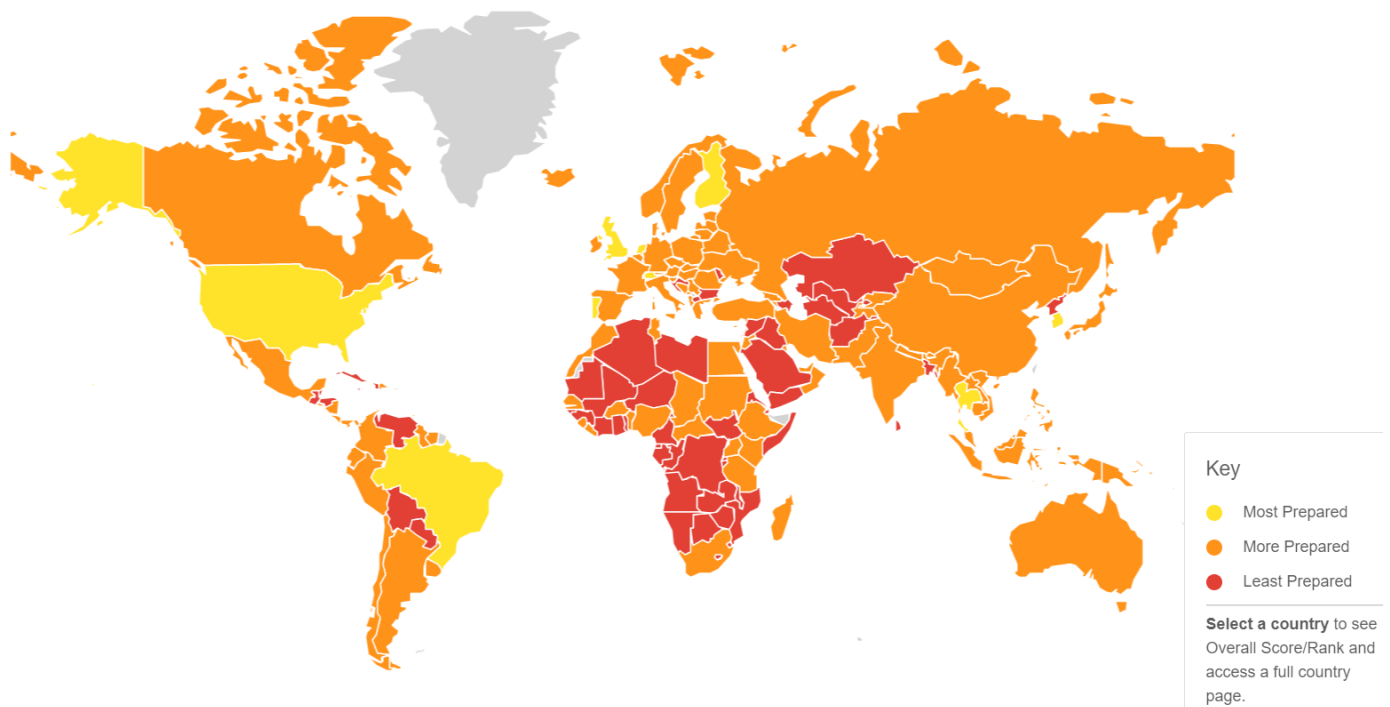 Key
Most Prepared
More Prepared
Least Prepared
Select a country to see
Overall Score/Rank and
access a full country
page.